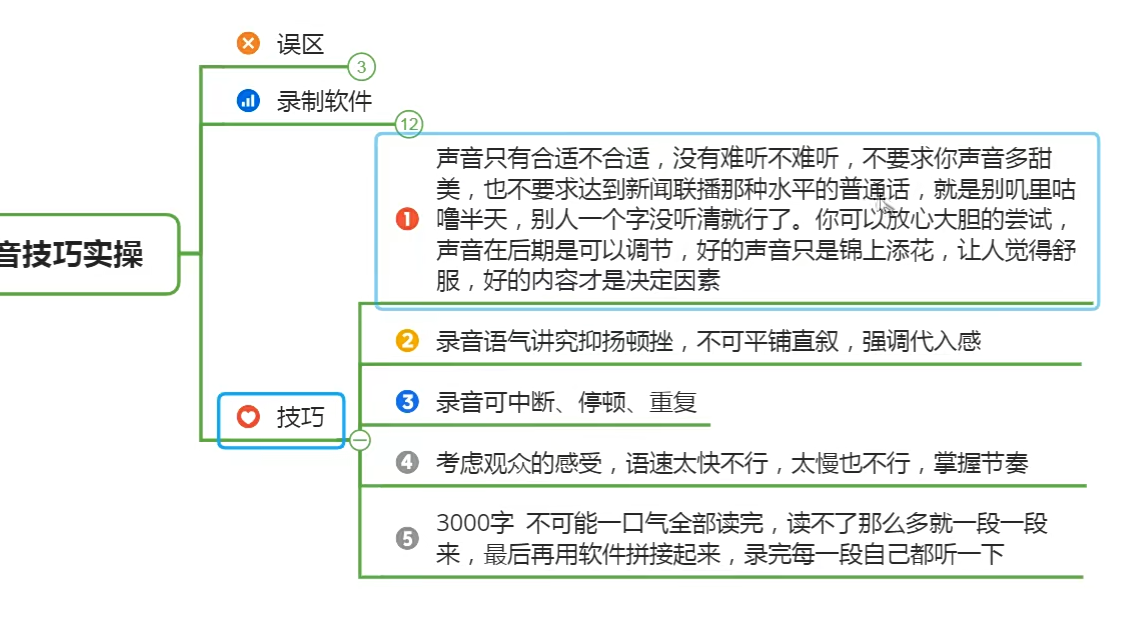 误区
3
录制软件
12
声音只有合适不合适，没有难听不难听，不要求你声音多甜
美，也不要求达到新闻联播那种水平的普通话，就是别叽里咕
噜半天，别人一个字没听清就行了。你可以放心大胆的尝试，
声音在后期是可以调节，好的声音只是锦上添花，让人觉得舒
服，好的内容才是决定因素
1
音技巧实操
2
录音语气讲究抑扬顿挫，不可平铺直叙，强调代入感
3
录音可中断、停顿、重复
技巧
4
考虑观众的感受，语速太快不行，太慢也不行，掌握节奏
5
3000字 不可能一口气全部读完，读不了那么多就一段一段
来，最后再用软件拼接起来，录完每一段自己都听一下